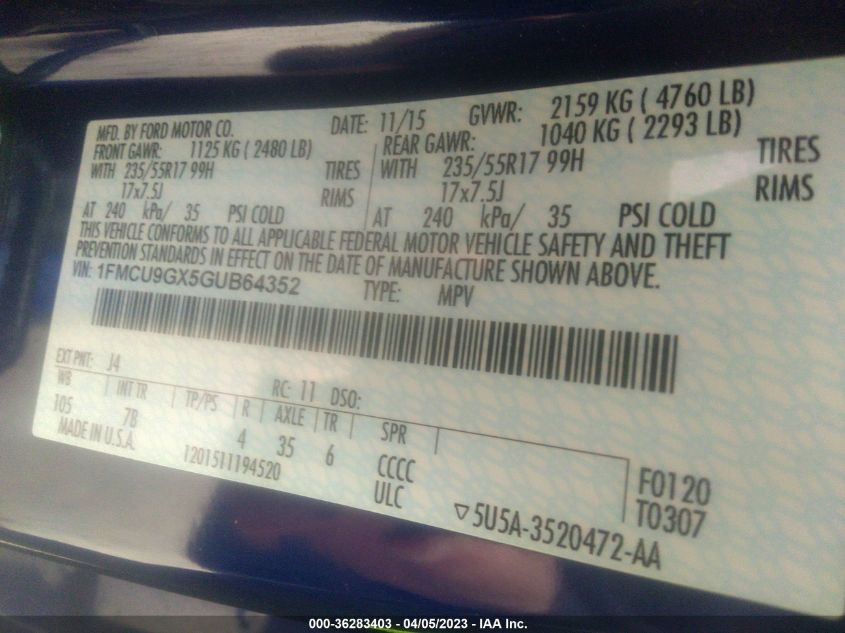 MFD. BY FORD MOTOR CO. DATE: 11/15 GVWR: 2159 KG ( 4760 LB)
FRONT GAWR: 1125 KG ( 2480 LB) REAR GAWR: 1040 KG ( 2293 LB)
WITH 235/55R17 99H TIRES WITH 235/55R17 99H TIRES
17x7.5J RIMS 17x7.5J RIMS
AT 240 kPa/ 35 PSI COLD AT 240 kPa/ 35 PSI COLD
THIS VEHICLE CONFORMS TO ALL APPLICABLE FEDERAL MOTOR VEHICLE SAFETY AND THEFT
PREVENTION STANDARDS IN EFFECT ON THE DATE OF MANUFACTURE SHOWN ABOVE.
VIN: 1FMCU9GX5GUB64352 TYPE: MPV
EXT PNT: J4 RC: 11 DSO:
WB INT TR TP/PS R AXLE TR SPR
105 7B 4 35 6 CCCC F0120
MADE IN U.S.A. 1201511194520 ULC T0307
▽5U5A-3520472-AA
000-36283403 - 04/05/2023 - IAA Inc.